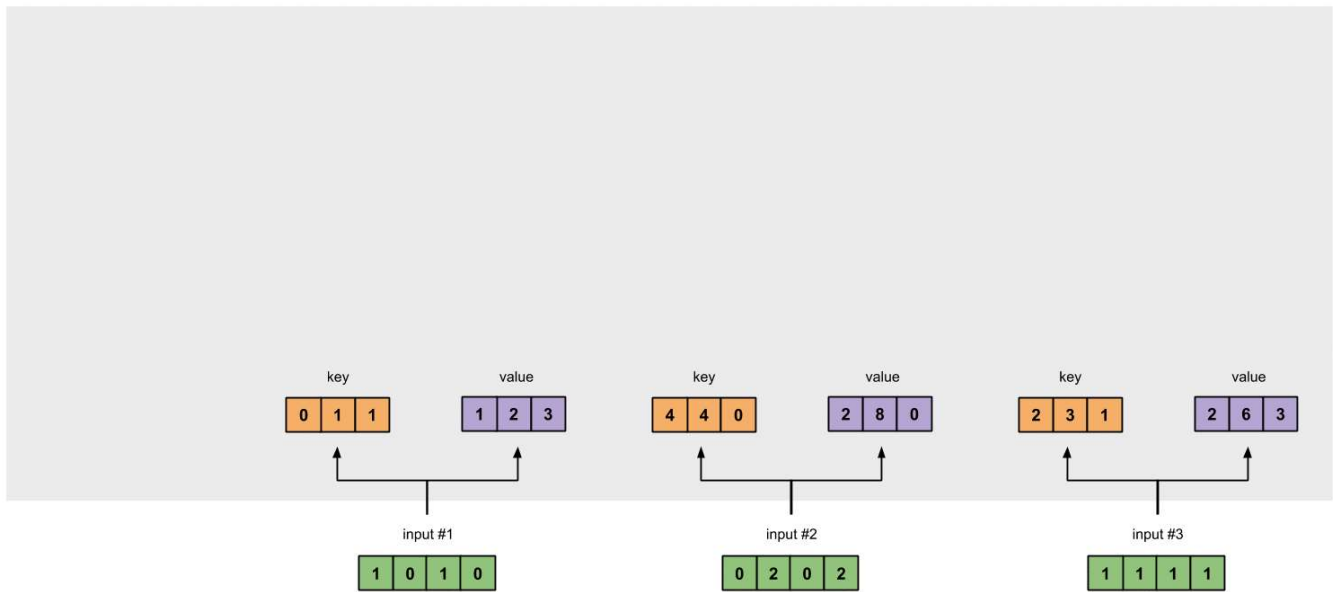 key value key value key value
0 1 1 1 2 3 4 4 0 2 8 0 2 3 1 2 6 3
input #1 input #2 input #3
1 0 1 0 0 2 0 2 1 1 1 1